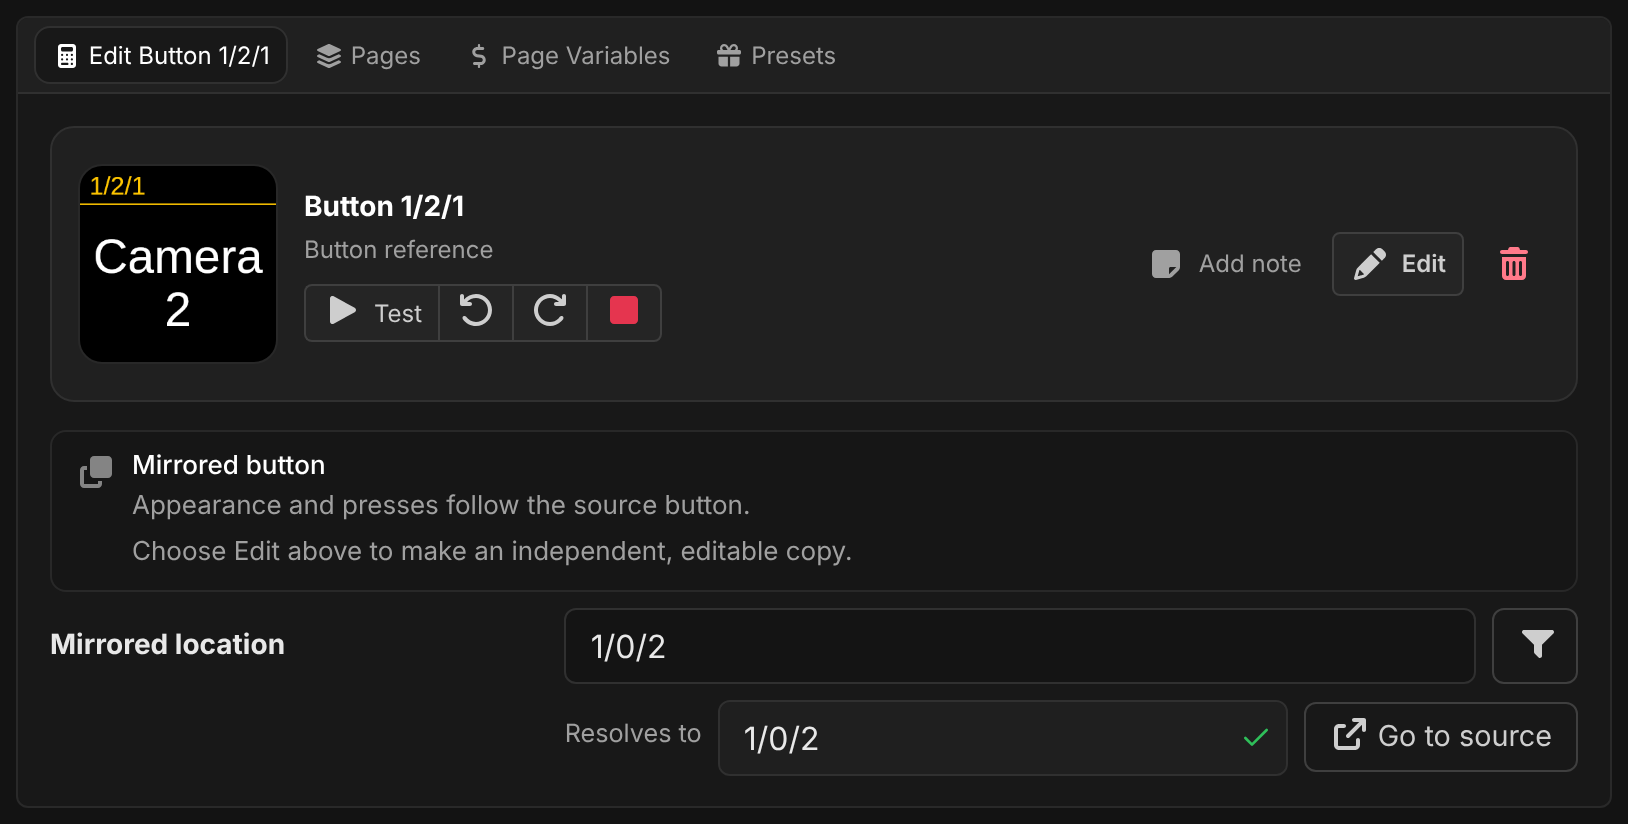 Edit Button 1/2/1
Pages
$ Page Variables
Presets
1/2/1
Camera
2
Button 1/2/1
Button reference
Test
Add note
Edit
Mirrored button
Appearance and presses follow the source button.
Choose Edit above to make an independent, editable copy.
Mirrored location
1/0/2
Resolves to
1/0/2
Go to source